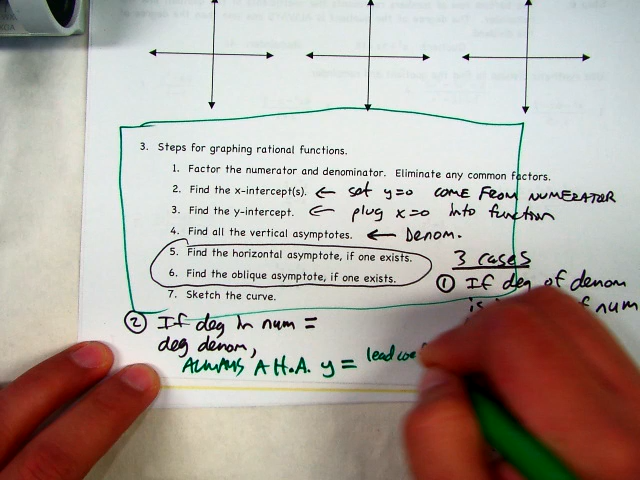 3. Steps for graphing rational functions.
1. Factor the numerator and denominator. Eliminate any common factors.
2. Find the x-intercept(s). ← set y=0 COME FROM NUMERATOR
3. Find the y-intercept. ← plug x=0 into function
4. Find all the vertical asymptotes. ← Denom.
5. Find the horizontal asymptote, if one exists.
6. Find the oblique asymptote, if one exists.
7. Sketch the curve.
3 cases
① If deg of denom
is num
② If deg in num =
deg denom,
ALWAYS A H.A. y = lead